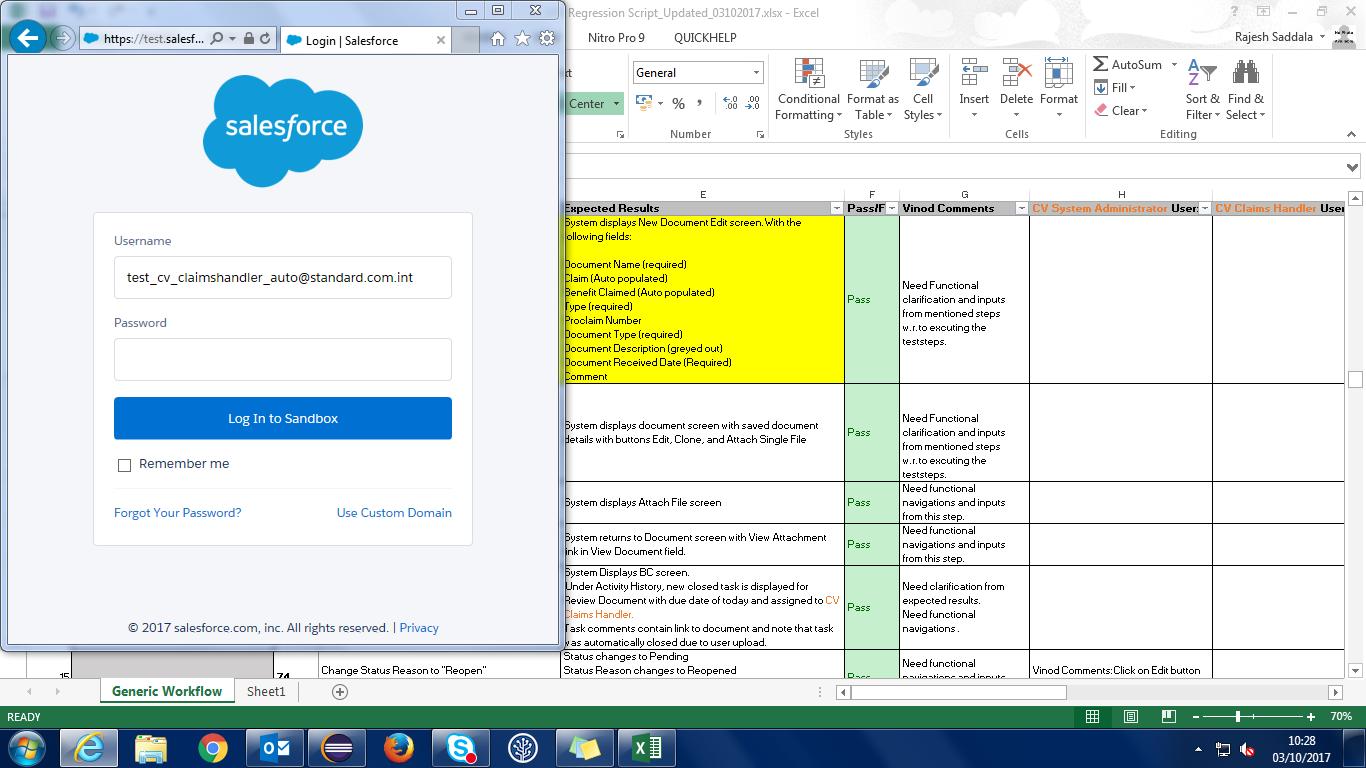 https://test.salesf...
Login | Salesforce
salesforce
Username
test_cv_claimshandler_auto@standard.com.int
Password
Log In to Sandbox
Remember me
Forgot Your Password?
Use Custom Domain
© 2017 salesforce.com, inc. All rights reserved. | Privacy
Regression Script_Updated_03102017.xlsx - Excel
Nitro Pro 9
QUICKHELP
Rajesh Saddala
Center
General
%
Number
Conditional Formatting
Format as Table
Cell Styles
Styles
Insert
Delete
Format
Cells
AutoSum
Fill
Clear
Sort & Filter
Find & Select
Editing
E
F
G
H
I
Expected Results
Pass/F
Vinod Comments
CV System Administrator User:
CV Claims Handler User
System displays New Document Edit screen. With the
following fields:
Document Name (required)
Claim (Auto populated)
Benefit Claimed (Auto populated)
Type (required)
Proclaim Number
Document Type (required)
Document Description (greyed out)
Document Received Date (Required)
Comment
Pass
Need Functional
clarification and inputs
from mentioned steps
w.r.to excuting the
teststeps.
System displays document screen with saved document
details with buttons Edit, Clone, and Attach Single File
Pass
Need Functional
clarification and inputs
from mentioned steps
w.r.to excuting the
teststeps.
System displays Attach File screen
Pass
Need functional
navigations and inputs
from this step.
System returns to Document screen with View Attachment
link in View Document field.
Pass
Need functional
navigations and inputs
from this step.
System Displays BC screen.
Under Activity History, new closed task is displayed for
Review Document with due date of today and assigned to CV
Claims Handler.
Task comments contain link to document and note that task
was automatically closed due to user upload.
Pass
Need clarification from
expected results.
Need functional
navigations .
15
74
Change Status Reason to "Reopen"
Status changes to Pending
Status Reason changes to Reopened
Pass
Need functional
navigations and inputs
Vinod Comments:Click on Edit button
Generic Workflow
Sheet1
READY
70%
10:28
03/10/2017